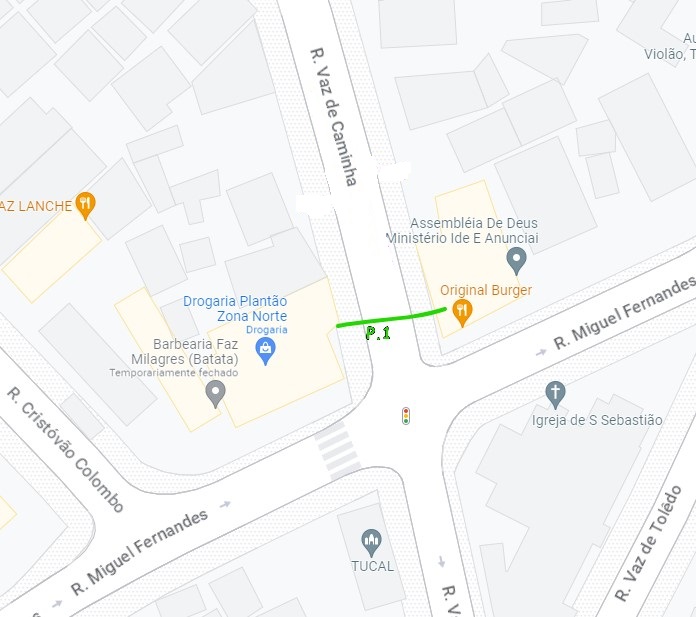 R. Vaz de Caminha
Au
Violão, T
AZ LANCHE
Assembléia De Deus
Ministério Ide E Anunciai
Drogaria Plantão
Zona Norte
Drogaria
Original Burger
P.1
R. Miguel Fernandes
Barbearia Faz
Milagres (Batata)
Temporariamente fechado
R. Cristóvão Colombo
Igreja de S Sebastião
R. Miguel Fernandes
TUCAL
R. Vaz de Tolêdo
R. V
s